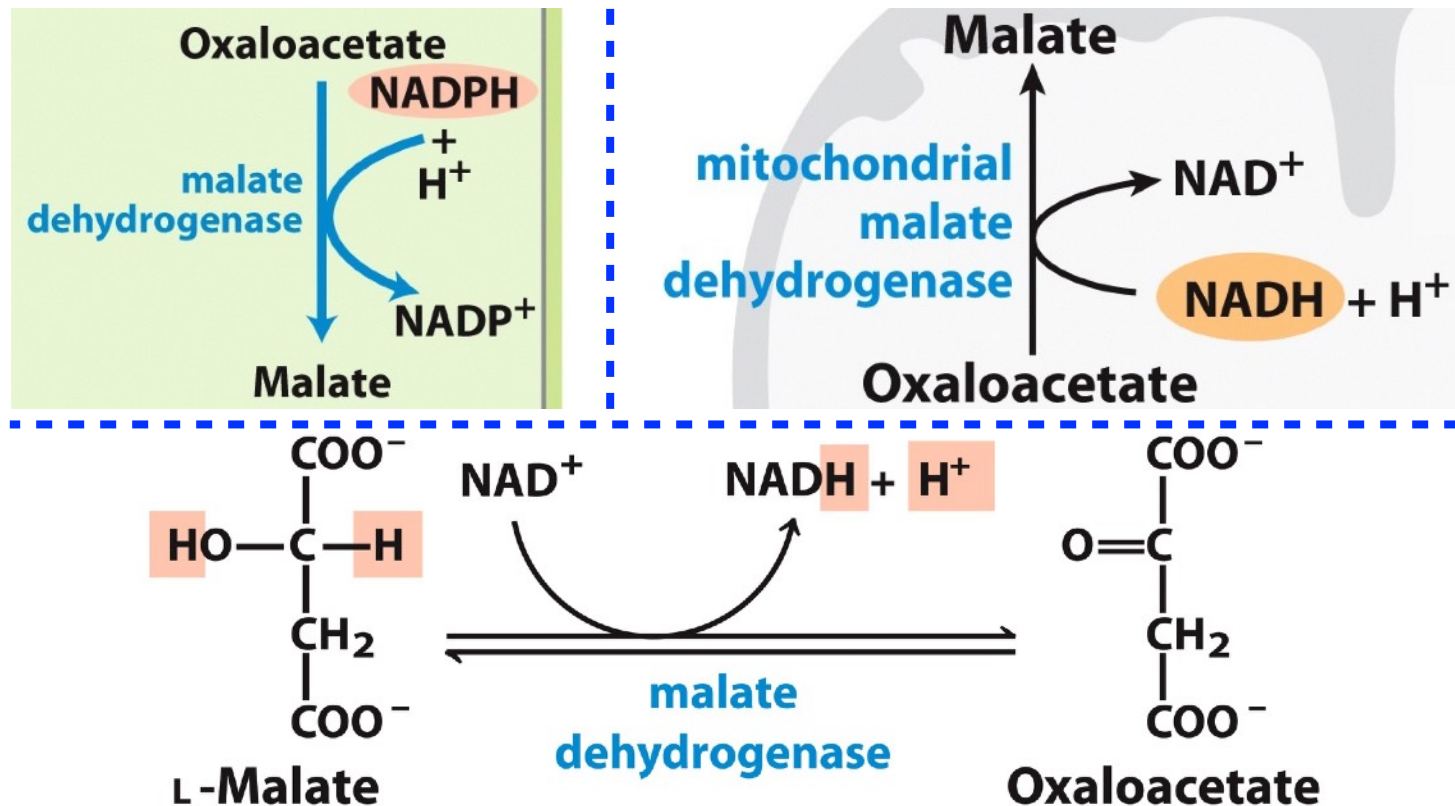 Oxaloacetate
NADPH
+
H⁺
malate
dehydrogenase
NADP⁺
Malate
Malate
mitochondrial
malate
dehydrogenase
NAD⁺
NADH + H⁺
Oxaloacetate
COO⁻
HO—C—H
CH₂
COO⁻
L-Malate
NAD⁺
NADH + H⁺
malate
dehydrogenase
COO⁻
O=C
CH₂
COO⁻
Oxaloacetate